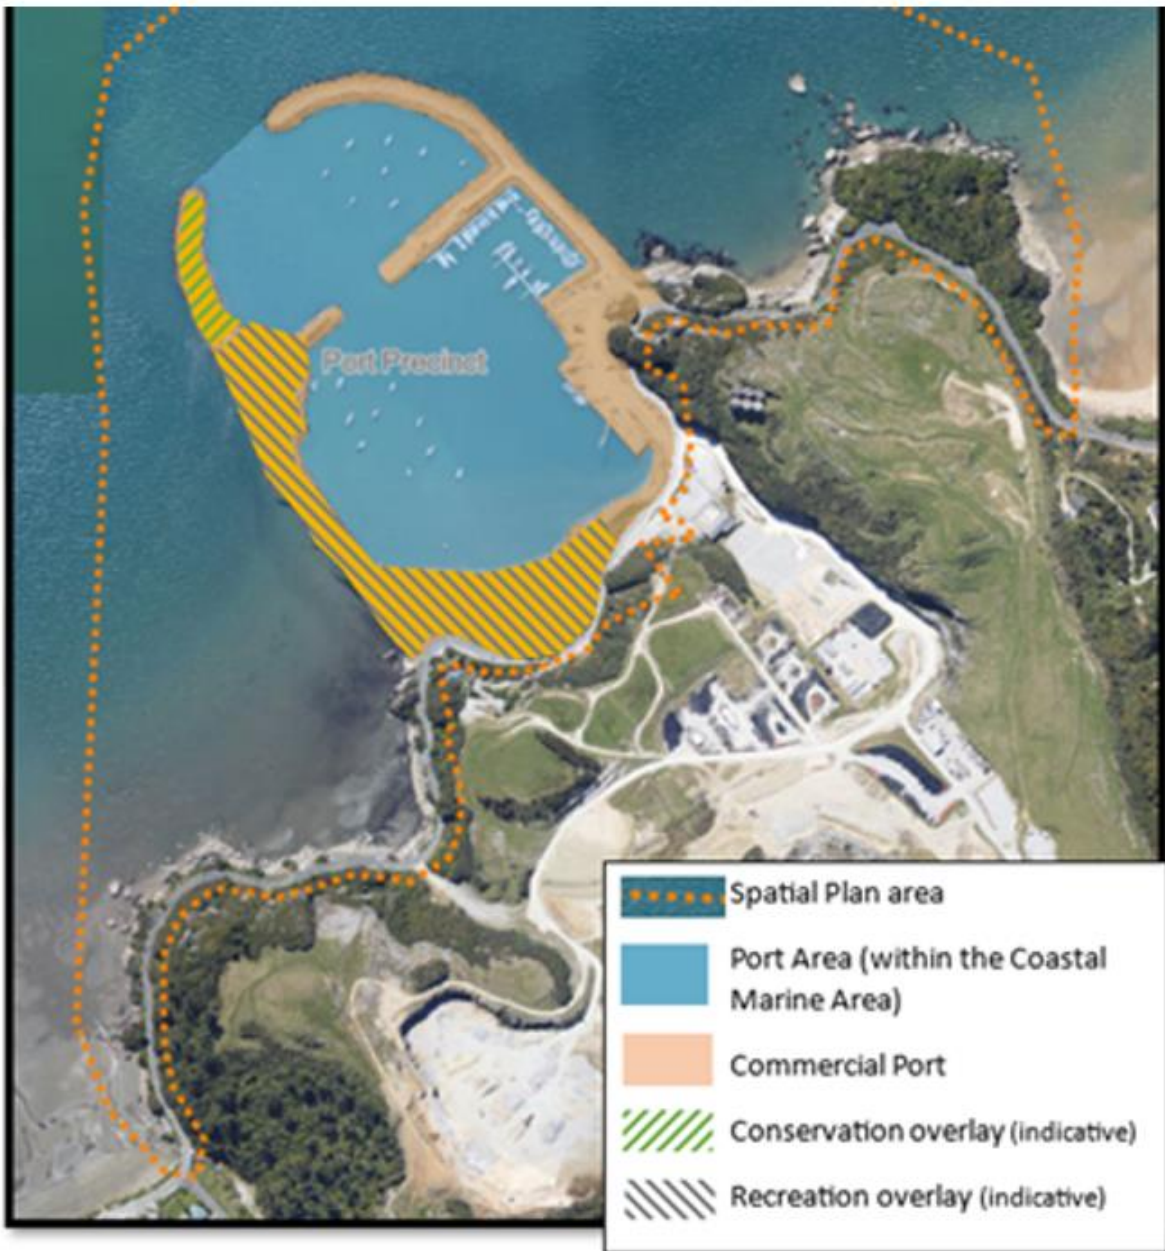 Port Precinct
Spatial Plan area
Port Area (within the Coastal
Marine Area)
Commercial Port
Conservation overlay (indicative)
Recreation overlay (indicative)